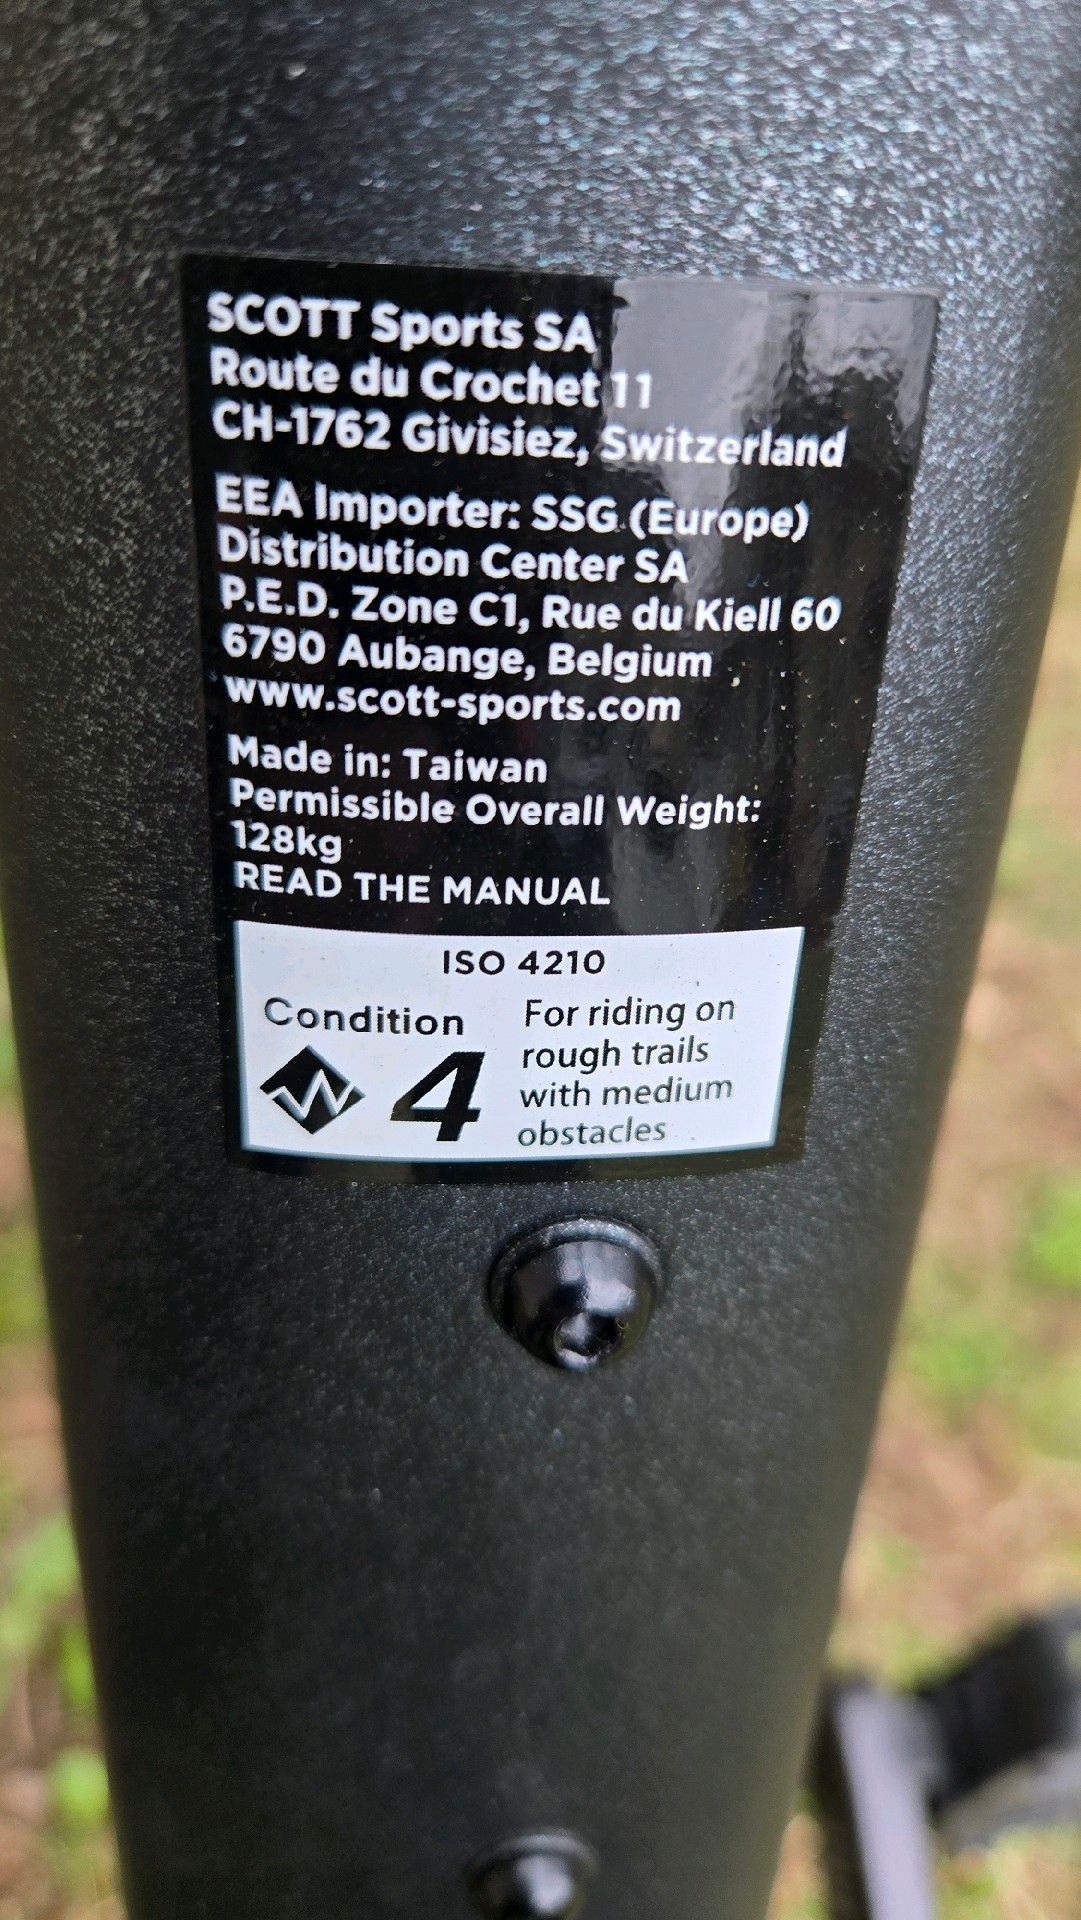 SCOTT Sports SA
Route du Crochet 11
CH-1762 Givisiez, Switzerland
EEA Importer: SSG (Europe)
Distribution Center SA
P.E.D. Zone C1, Rue du Kiell 60
6790 Aubange, Belgium
www.scott-sports.com
Made in: Taiwan
Permissible Overall Weight:
128kg
READ THE MANUAL
ISO 4210
Condition
4
For riding on
rough trails
with medium
obstacles